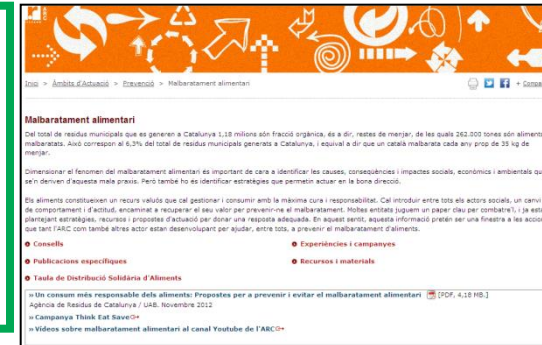 Inici > Àmbits d'Actuació > Prevenció > Malbaratament alimentari
Malbaratament alimentari
Del total de residus municipals que es generen a Catalunya 1,18 milions són fracció orgànica, és a dir, restes de menjar, de les quals 262.000 tones són aliments
malbaratats. Això correspon al 6,3% del total de residus municipals generats a Catalunya, i equival a dir que un català malbarata cada any prop de 35 kg de
menjar.
Dimensionar el fenomen del malbaratament alimentari és important de cara a identificar les causes, conseqüències i impactes socials, econòmics i ambientals que
se'n deriven d'aquesta mala praxis. Però també ho és identificar estratègies que permetin actuar en la bona direcció.
Els aliments constitueixen un recurs valuós que cal gestionar i consumir amb la màxima cura i responsabilitat. Cal introduir entre tots els actors socials, un canvi
de comportament i d'actitud, encaminat a recuperar el seu valor per prevenir-ne el malbaratament. Moltes entitats juguem un paper clau per combatre'l, i ja està
plantejant estratègies, recursos i propostes d'actuació per donar una resposta adequada. En aquest sentit, aquesta informació pretén ser una finestra a les accion
que tant l'ARC com també altres actor estan desenvolupant per ajudar, entre tots, a prevenir el malbaratament d'aliments.
Consells
Experiències i campanyes
Publicacions específiques
Recursos i materials
Taula de Distribució Solidària d'Aliments
» Un consum més responsable dels aliments: Propostes per a prevenir i evitar el malbaratament alimentari [PDF, 4,18 MB.]
Agència de Residus de Catalunya / UAB. Novembre 2012
» Campanya Think Eat Save
» Vídeos sobre malbaratament alimentari al canal Youtube de l'ARC